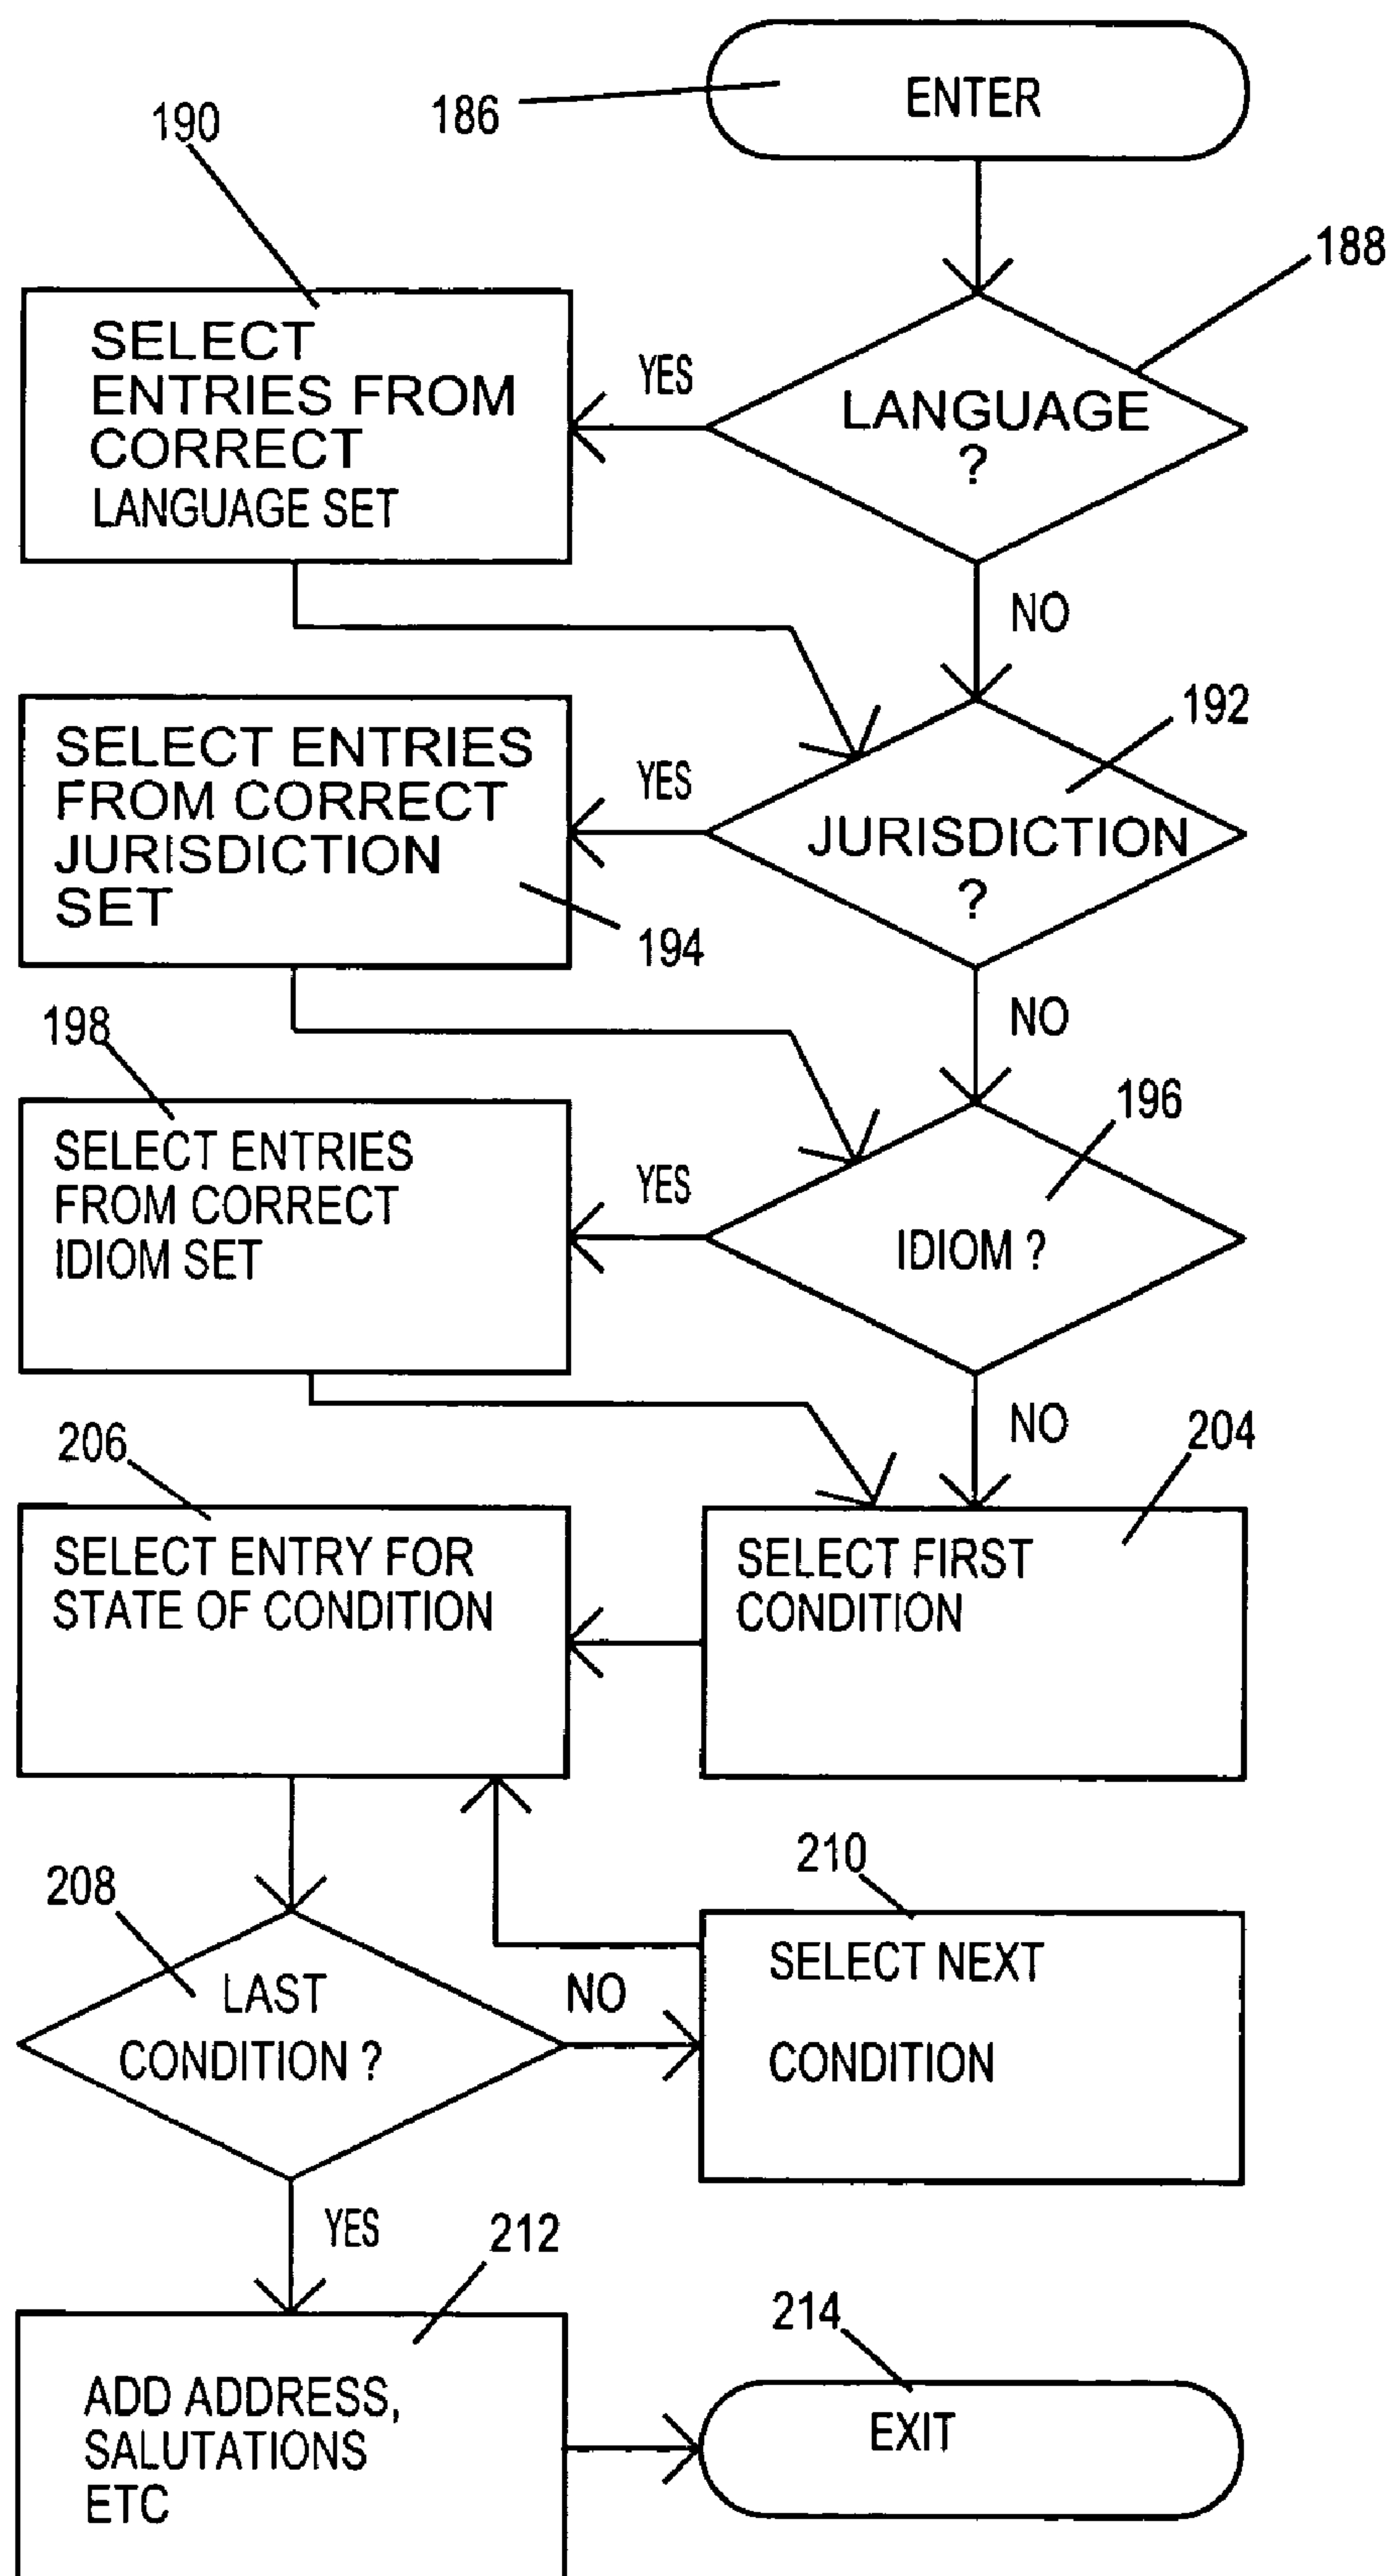 186
ENTER
190
188
SELECT
ENTRIES FROM
CORRECT
LANGUAGE SET
YES
LANGUAGE
?
NO
192
SELECT ENTRIES
FROM CORRECT
JURISDICTION
SET
YES
JURISDICTION
?
194
NO
198
196
SELECT ENTRIES
FROM CORRECT
IDIOM SET
YES
IDIOM ?
NO
206
204
SELECT ENTRY FOR
STATE OF CONDITION
SELECT FIRST
CONDITION
208
210
LAST
CONDITION ?
NO
SELECT NEXT
CONDITION
YES
212
214
ADD ADDRESS,
SALUTATIONS
ETC
EXIT